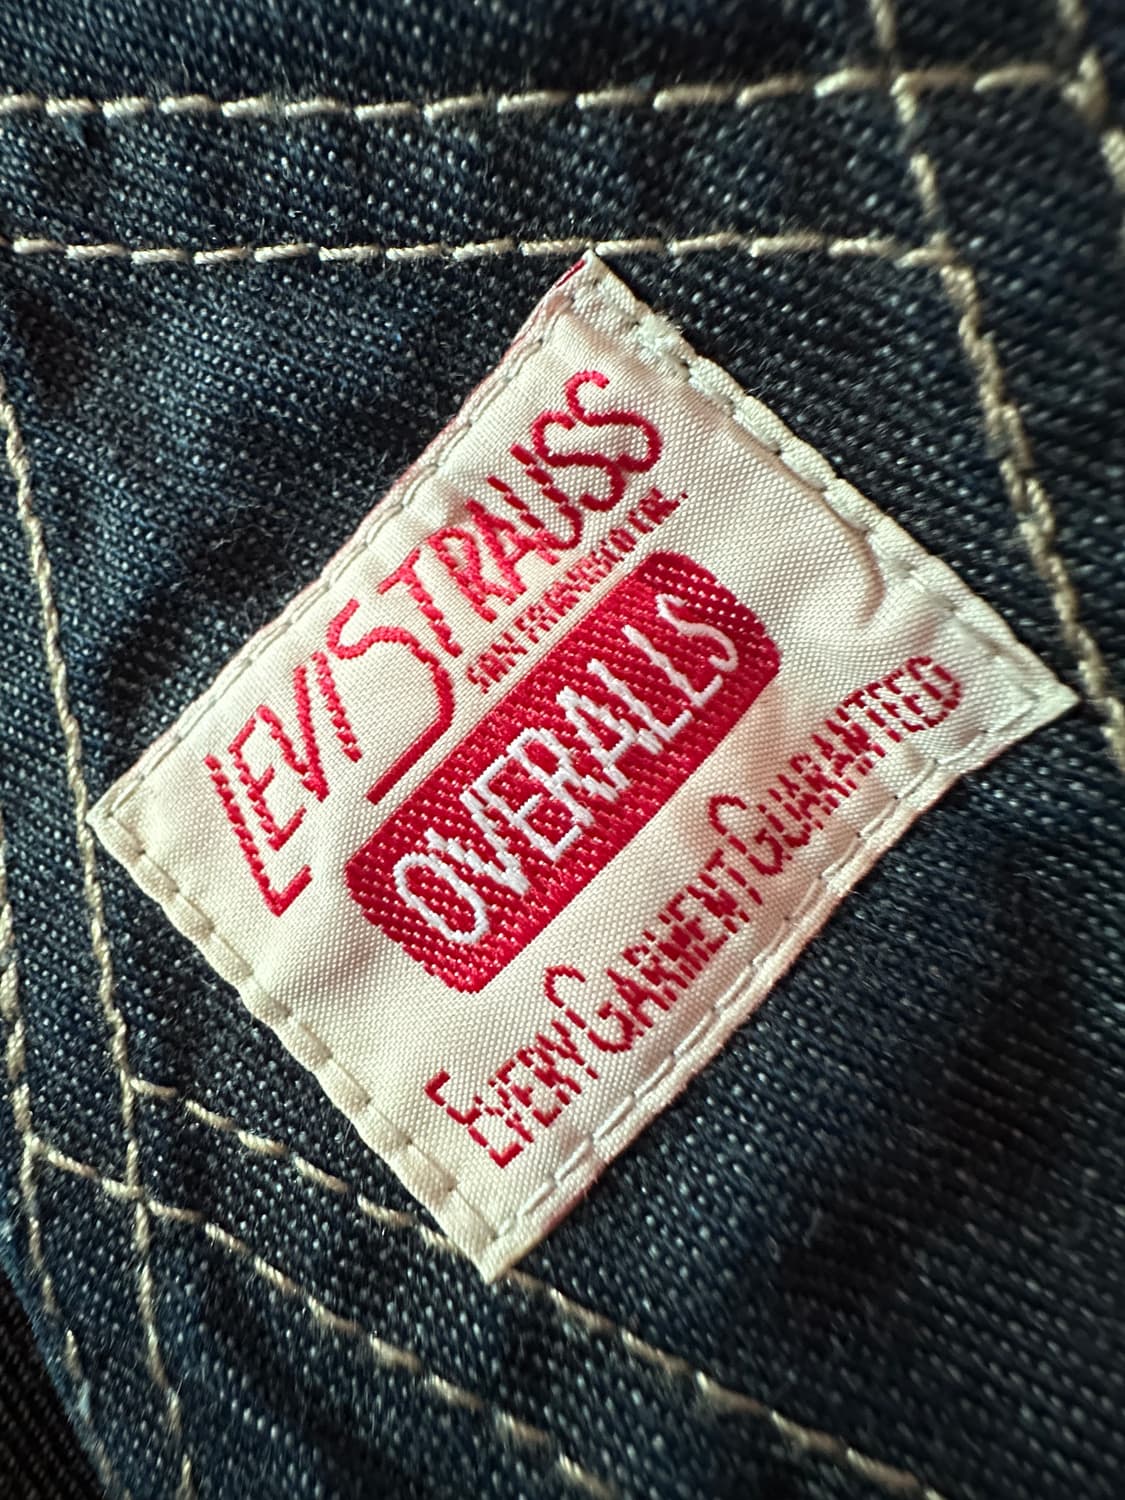 LEVI STRAUSS
SAN FRANCISCO CAL.
OVERALLS
EVERY GARMENT GUARANTEED